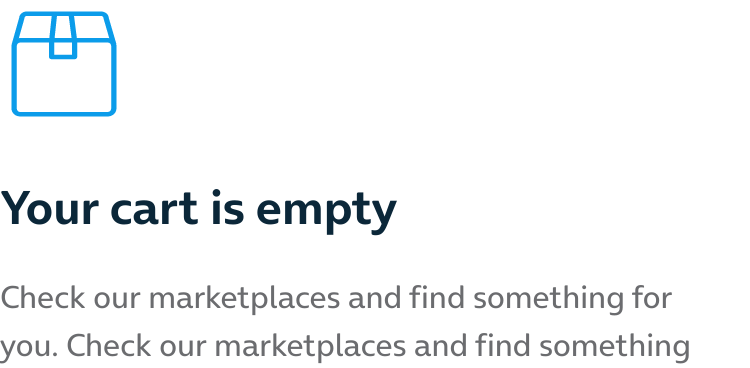 Your cart is empty
Check our marketplaces and find something for
you. Check our marketplaces and find something